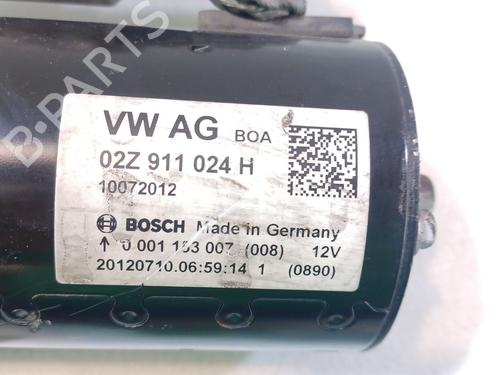 B-PARTS
VW AG BOA
02Z 911 024 H
10072012
BOSCH Made in Germany
↑ 0 001 153 007 (008) 12V
20120710.06:59:14 1 (0890)